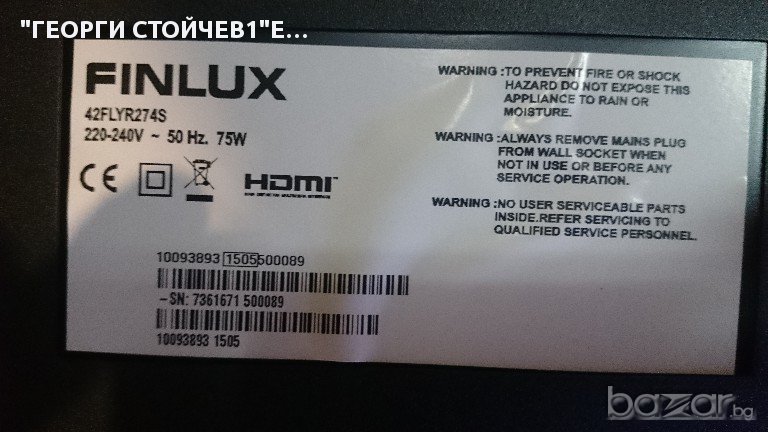 "ГЕОРГИ СТОЙЧЕВ1"Е...
FINLUX
42FLYR274S
220-240V ~ 50 Hz. 75W
CE
HDMI
WARNING :TO PREVENT FIRE OR SHOCK
HAZARD DO NOT EXPOSE THIS
APPLIANCE TO RAIN OR
MOISTURE.
WARNING :ALWAYS REMOVE MAINS PLUG
FROM WALL SOCKET WHEN
NOT IN USE OR BEFORE ANY
SERVICE OPERATION.
WARNING :NO USER SERVICEABLE PARTS
INSIDE.REFER SERVICING TO
QUALIFIED SERVICE PERSONNEL.
10093893 1505500089
-SN: 7361671 500089
10093893 1505
bazar.bg